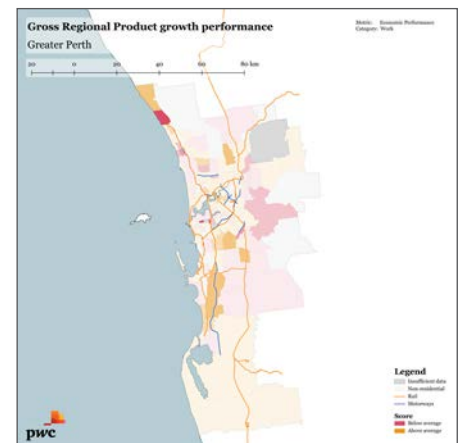 Gross Regional Product growth performance
Greater Perth
Metric: Economic Performance
Category: Work
20 0 20 40 60 80 km
Legend
Insufficient data
Non-residential
Rail
Motorways
Score
Below average
Above average
pwc